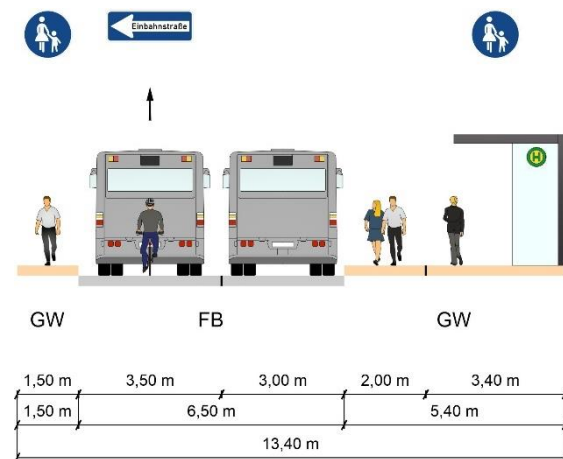 Einbahnstraße
H
GW FB GW
1,50 m 3,50 m 3,00 m 2,00 m 3,40 m
1,50 m 6,50 m 5,40 m
13,40 m